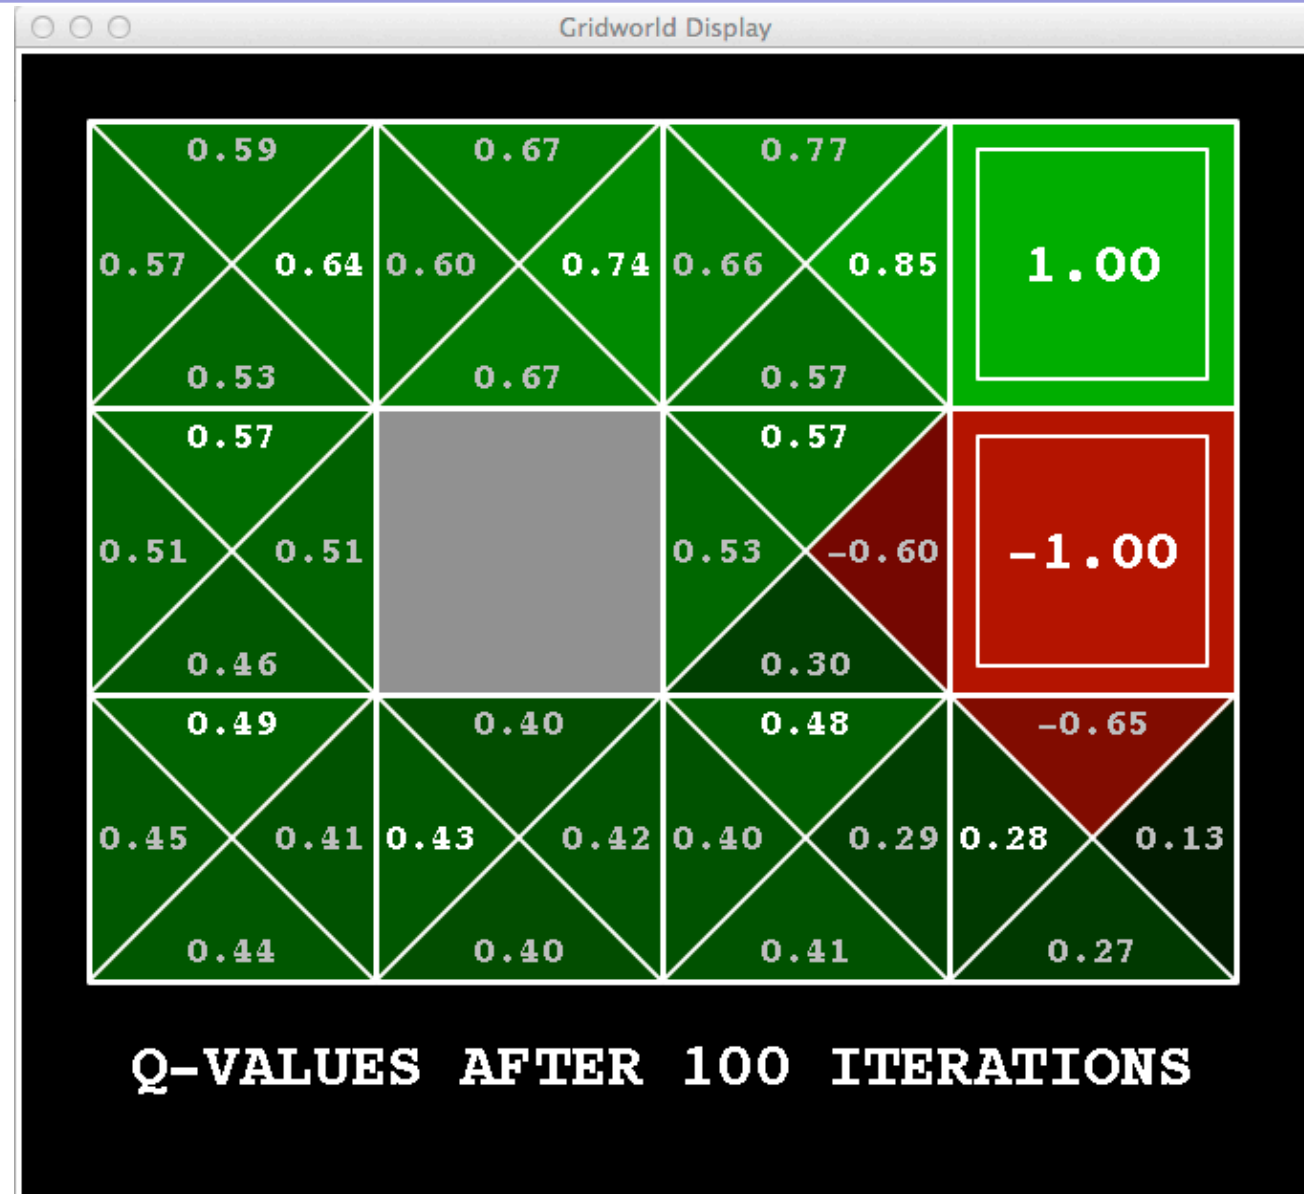 Gridworld Display
0.59 0.67 0.77
0.57 0.64 0.60 0.74 0.66 0.85 1.00
0.53 0.67 0.57
0.57 0.57
0.51 0.51 0.53 -0.60 -1.00
0.46 0.30
0.49 0.40 0.48 -0.65
0.45 0.41 0.43 0.42 0.40 0.29 0.28 0.13
0.44 0.40 0.41 0.27
Q-VALUES AFTER 100 ITERATIONS